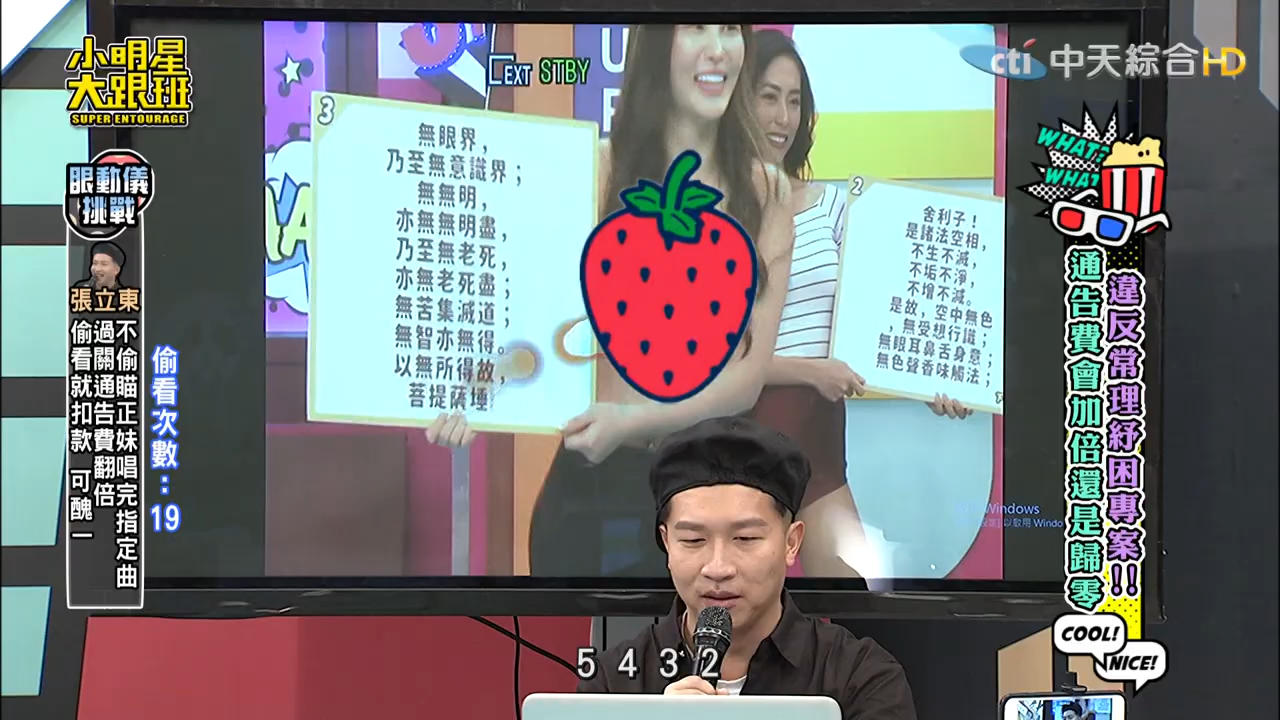 小明星
大跟班
SUPER ENTOURAGE
cti 中天綜合HD
EXT STBY
3
無眼界，
乃至無意識界；
無無明，
亦無無明盡，
乃至無老死，
亦無老死盡；
無苦集滅道；
無智亦無得。
以無所得故，
菩提薩埵
2
舍利子！
是諸法空相，
不生不滅，
不垢不淨，
不增不減。
是故，空中無色
，無受想行識；
無眼耳鼻舌身意；
無色聲香味觸法；
眼動儀
挑戰
張立東
不偷瞄正妹唱完指定曲
過關通告費翻倍
偷看就扣款 可醜一
偷看次數：19
WHAT?
WHAT?
違反常理紓困專案!!
通告費會加倍還是歸零
COOL!
NICE!
Windows
以啟用 Windo
5 4 3 2